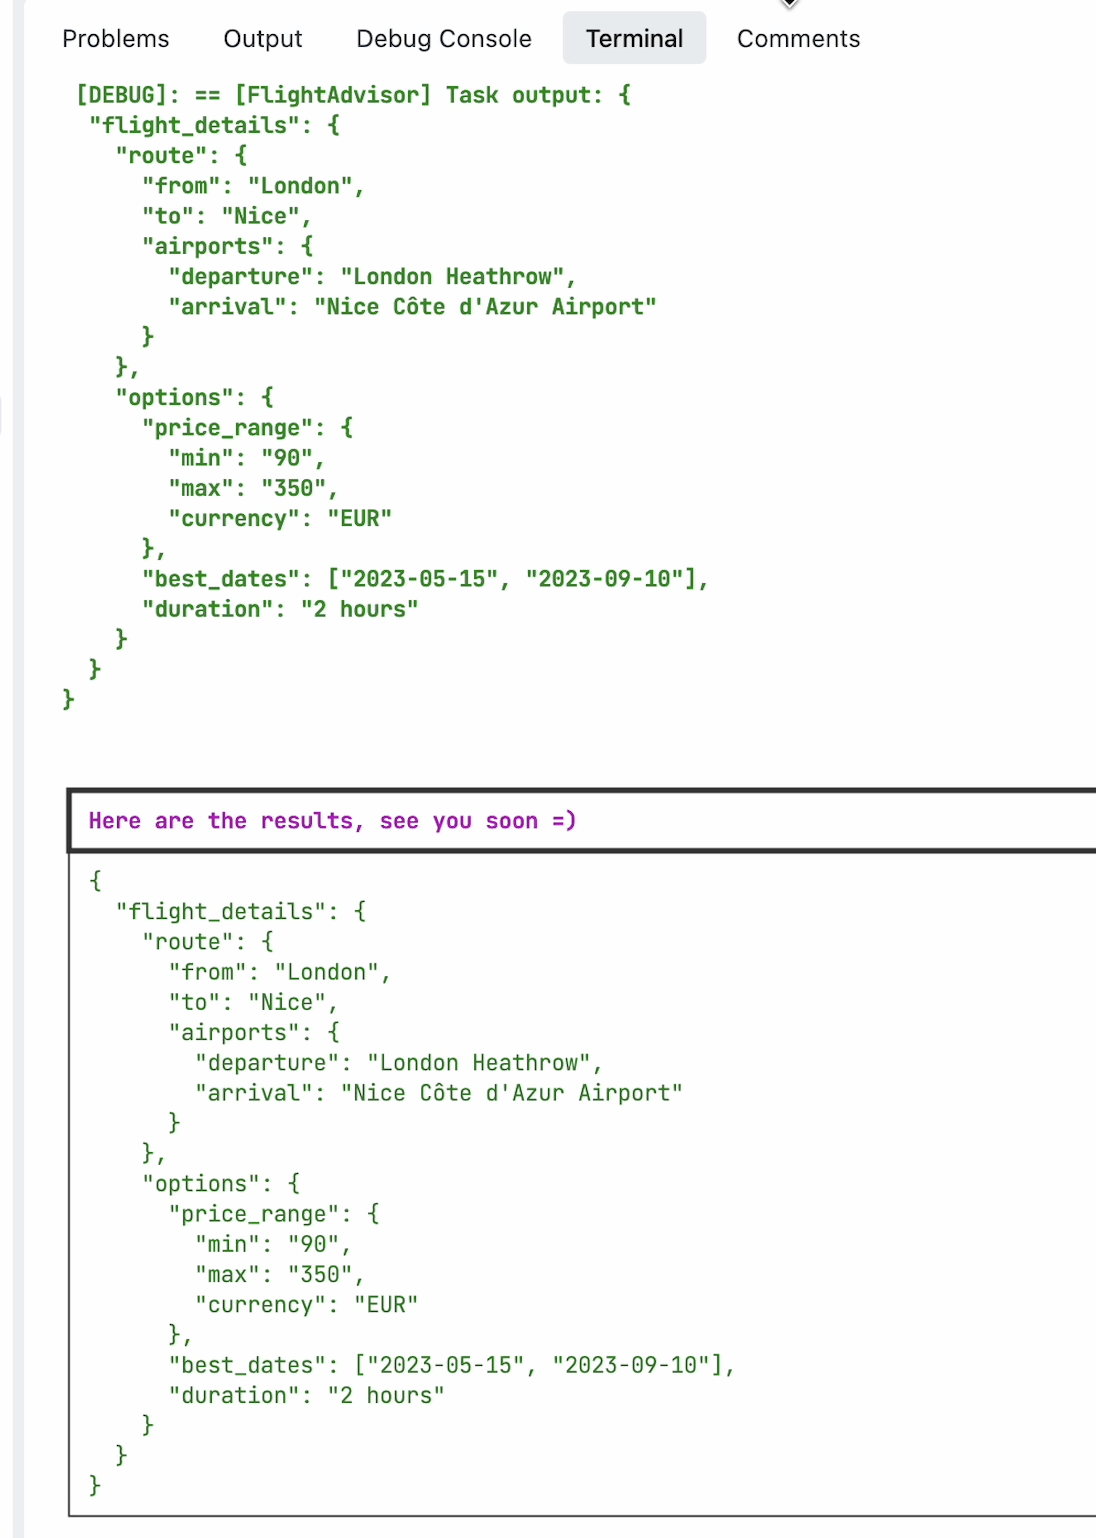 Problems Output Debug Console Terminal Comments
[DEBUG]: == [FlightAdvisor] Task output: {
  "flight_details": {
    "route": {
      "from": "London",
      "to": "Nice",
      "airports": {
        "departure": "London Heathrow",
        "arrival": "Nice Côte d'Azur Airport"
      }
    },
    "options": {
      "price_range": {
        "min": "90",
        "max": "350",
        "currency": "EUR"
      },
      "best_dates": ["2023-05-15", "2023-09-10"],
      "duration": "2 hours"
    }
  }
}
Here are the results, see you soon =)
{
  "flight_details": {
    "route": {
      "from": "London",
      "to": "Nice",
      "airports": {
        "departure": "London Heathrow",
        "arrival": "Nice Côte d'Azur Airport"
      }
    },
    "options": {
      "price_range": {
        "min": "90",
        "max": "350",
        "currency": "EUR"
      },
      "best_dates": ["2023-05-15", "2023-09-10"],
      "duration": "2 hours"
    }
  }
}